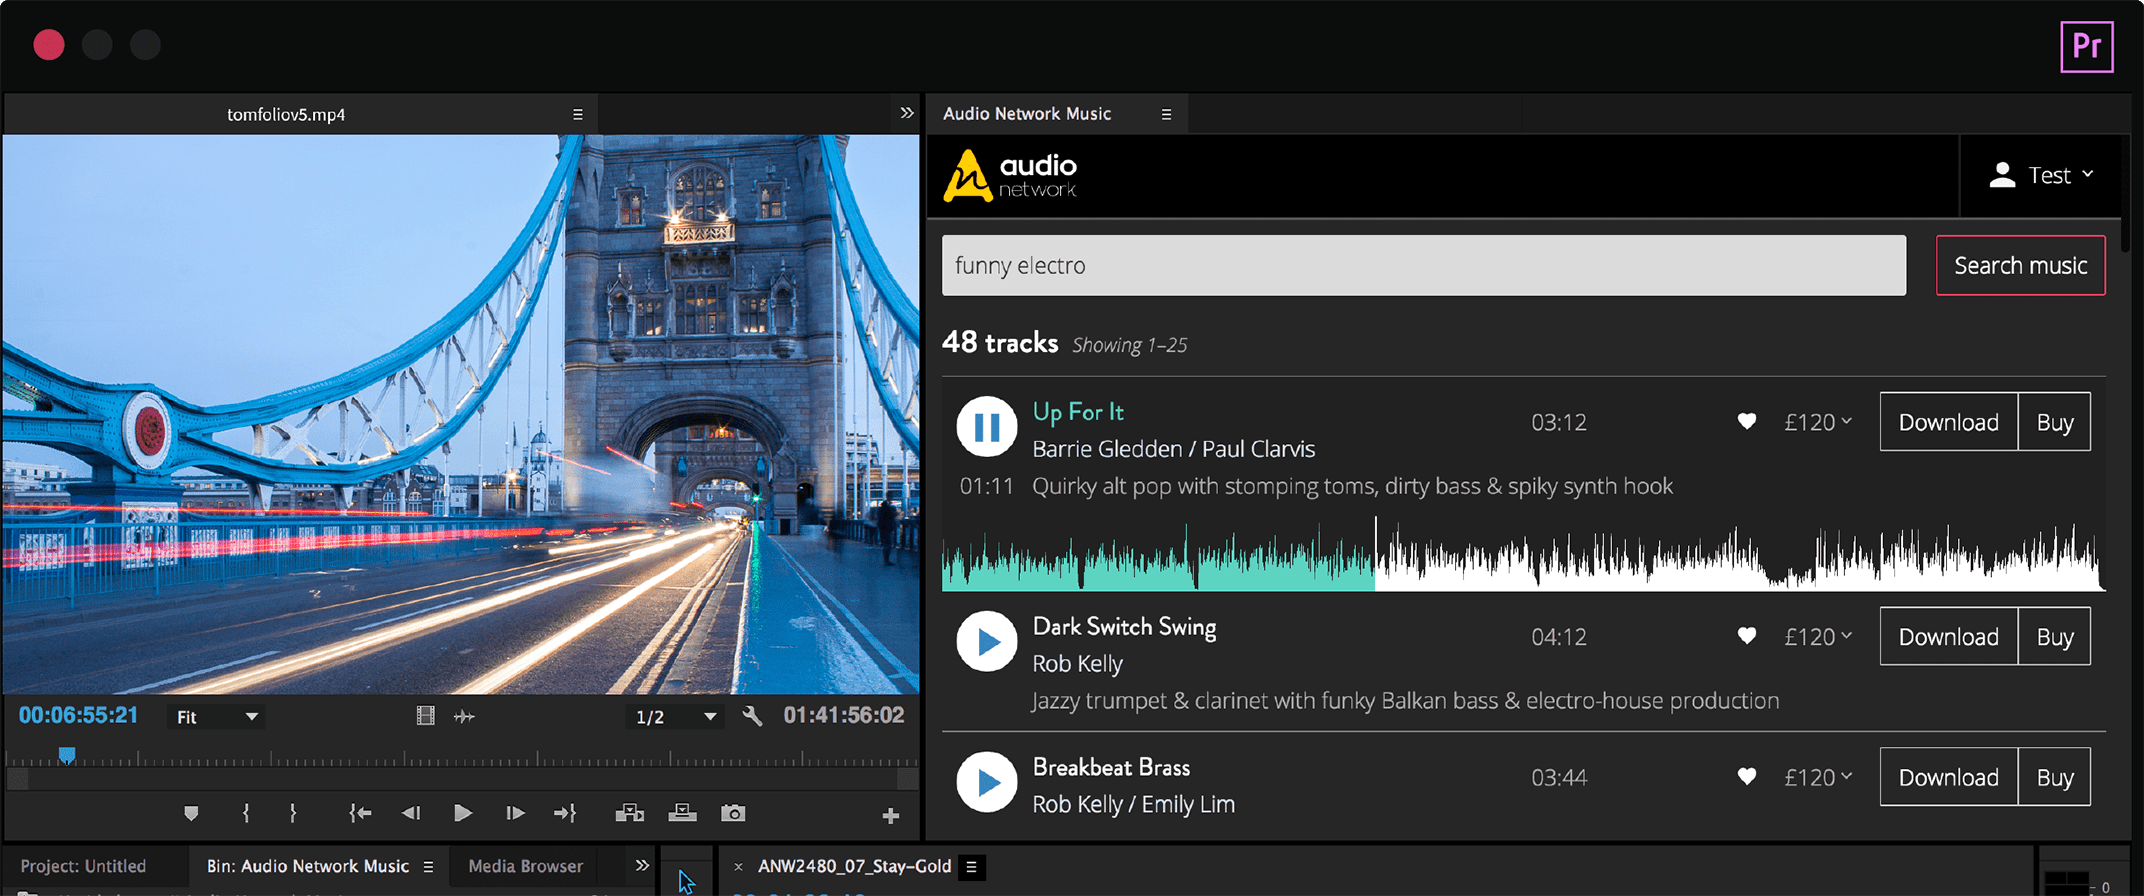 Pr
tomfoliov5.mp4
Audio Network Music
audio
network
Test
funny electro
Search music
48 tracks Showing 1–25
Up For It
03:12 £120 Download Buy
Barrie Gledden / Paul Clarvis
01:11 Quirky alt pop with stomping toms, dirty bass & spiky synth hook
Dark Switch Swing
04:12 £120 Download Buy
Rob Kelly
Jazzy trumpet & clarinet with funky Balkan bass & electro-house production
Breakbeat Brass
03:44 £120 Download Buy
Rob Kelly / Emily Lim
00:06:55:21 Fit 1/2 01:41:56:02
Project: Untitled Bin: Audio Network Music Media Browser
× ANW2480_07_Stay–Gold
0